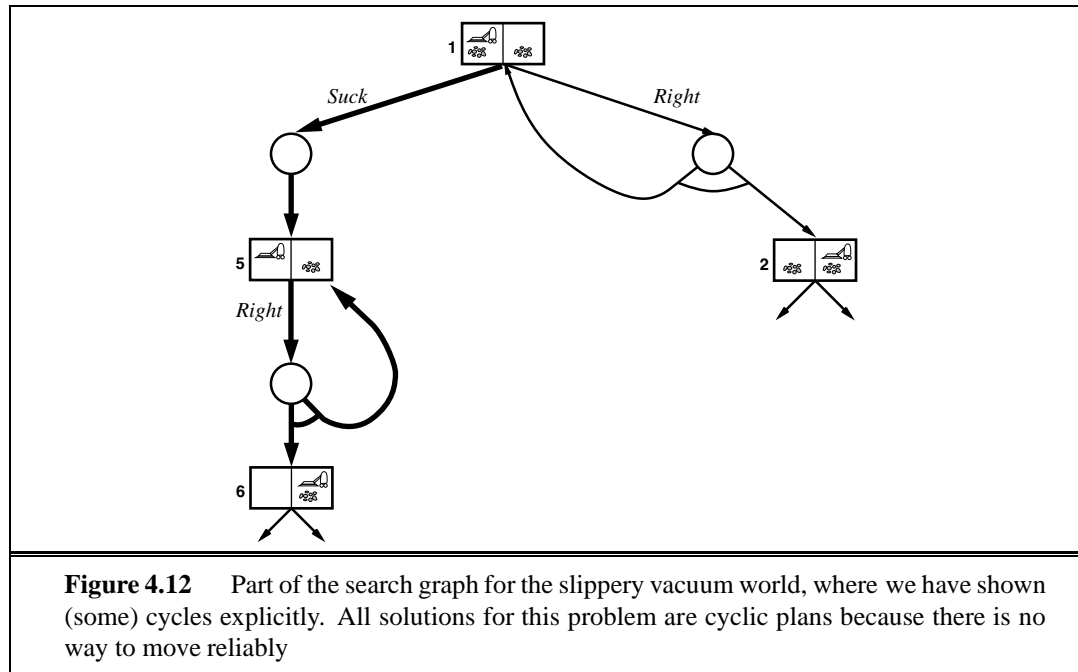 1
Suck
Right
5
2
Right
6
Figure 4.12 Part of the search graph for the slippery vacuum world, where we have shown
(some) cycles explicitly. All solutions for this problem are cyclic plans because there is no
way to move reliably